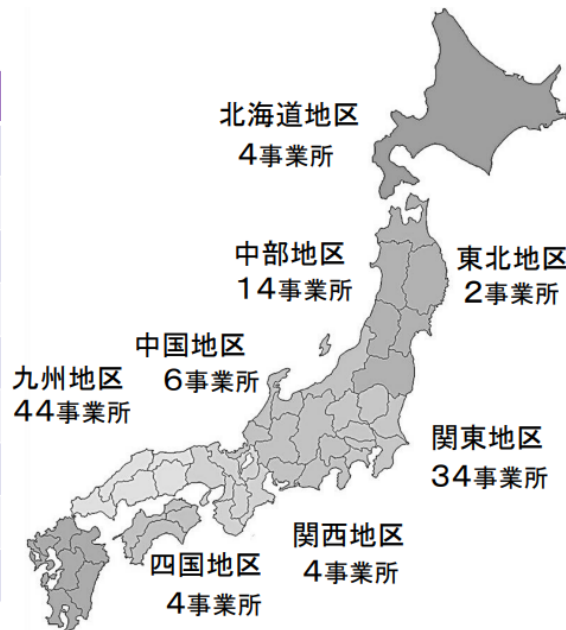 北海道地区
4事業所
中部地区
14事業所
東北地区
2事業所
中国地区
6事業所
九州地区
44事業所
関東地区
34事業所
関西地区
4事業所
四国地区
4事業所